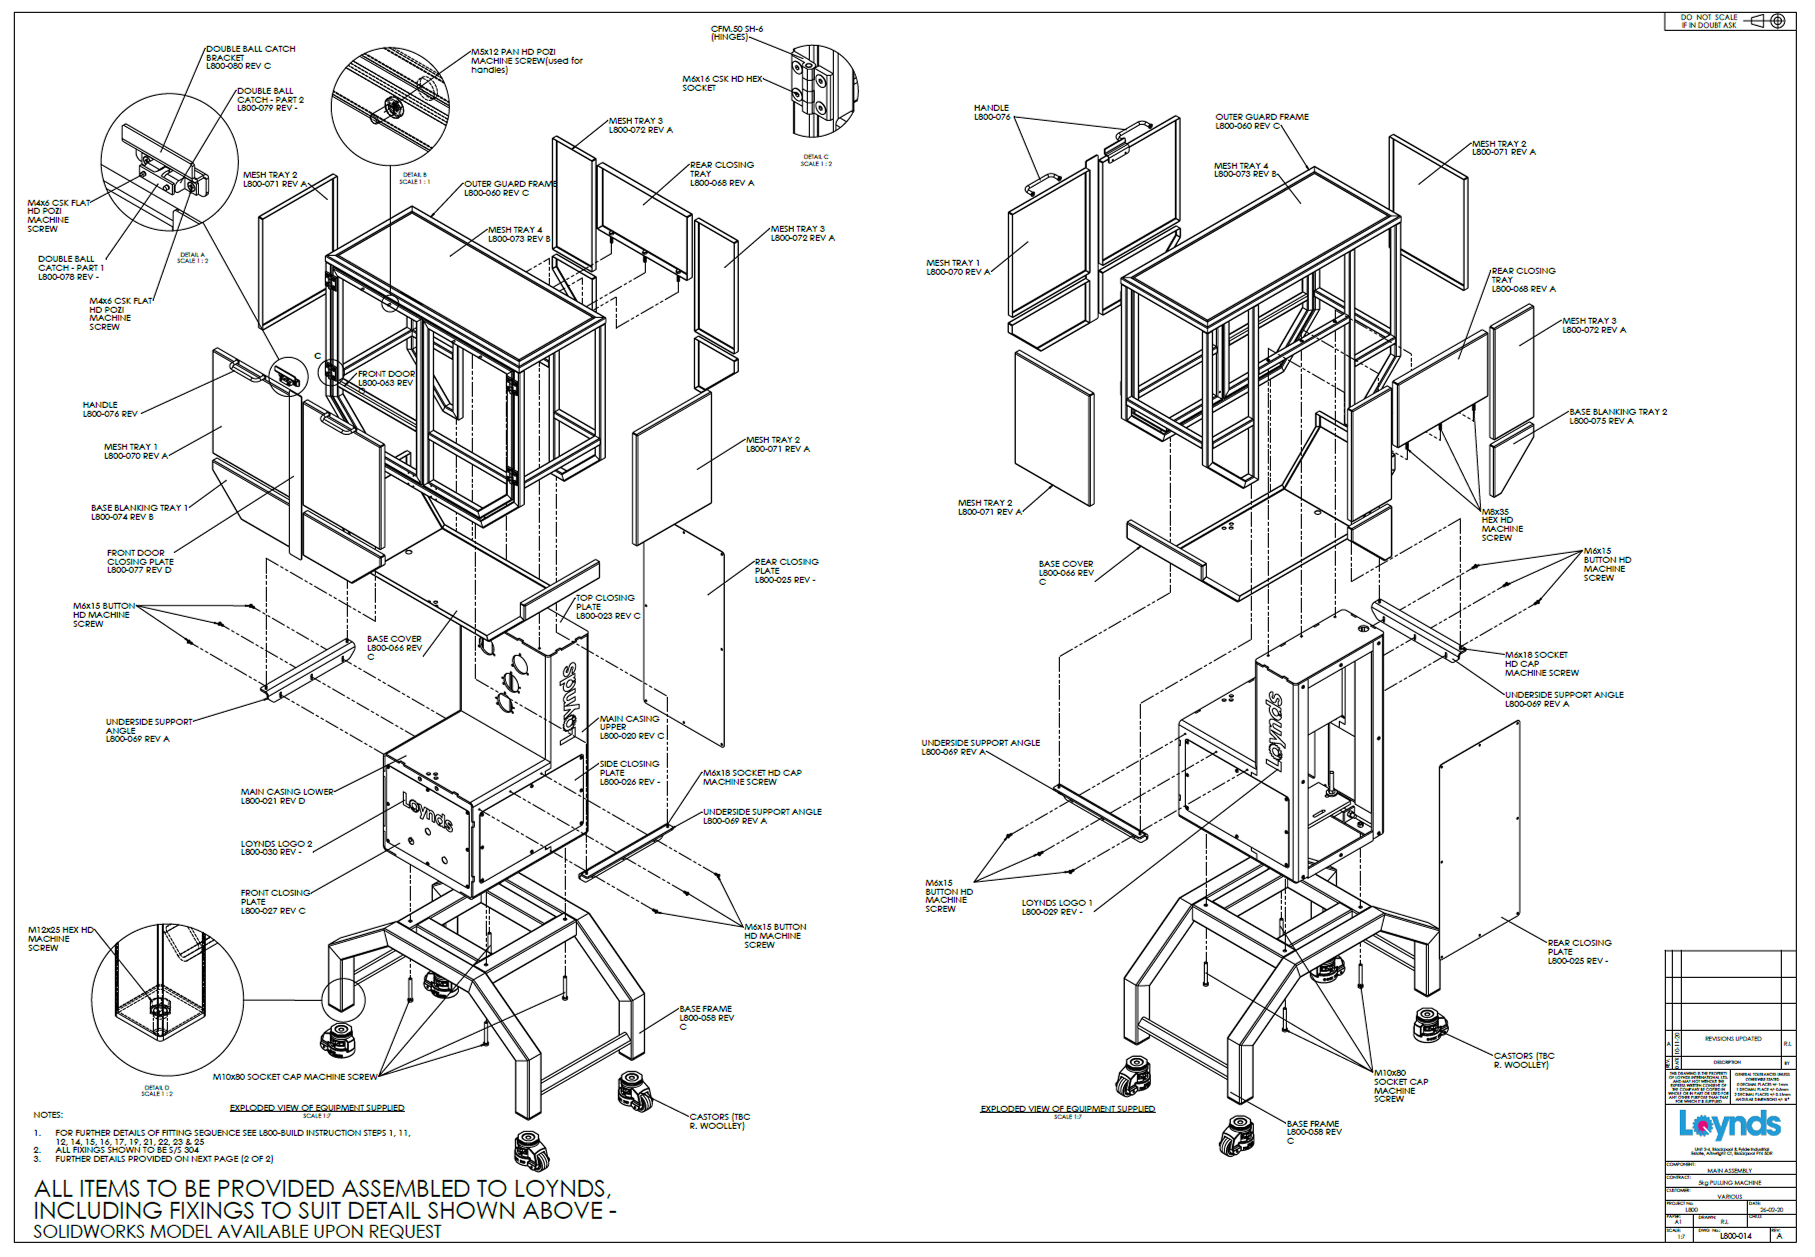 DO NOT SCALE
IF IN DOUBT ASK
DOUBLE BALL CATCH
BRACKET
L800-080 REV C
DOUBLE BALL
CATCH - PART 2
L800-079 REV -
M5x12 PAN HD POZI
MACHINE SCREW(used for
handles)
CFM.50 SH-6
(HINGES)
M6x16 CSK HD HEX
SOCKET
DETAIL C
SCALE 1 : 2
DETAIL B
SCALE 1 : 1
MESH TRAY 3
L800-072 REV A
REAR CLOSING
TRAY
L800-068 REV A
MESH TRAY 2
L800-071 REV A
OUTER GUARD FRAME
L800-060 REV C
M4x6 CSK FLAT
HD POZI
MACHINE
SCREW
MESH TRAY 4
L800-073 REV B
MESH TRAY 3
L800-072 REV A
DETAIL A
SCALE 1 : 2
DOUBLE BALL
CATCH - PART 1
L800-078 REV -
M4x6 CSK FLAT
HD POZI
MACHINE
SCREW
C
FRONT DOOR
L800-063 REV
HANDLE
L800-076 REV
MESH TRAY 1
L800-070 REV A
MESH TRAY 2
L800-071 REV A
BASE BLANKING TRAY 1
L800-074 REV B
FRONT DOOR
CLOSING PLATE
L800-077 REV D
REAR CLOSING
PLATE
L800-025 REV -
M6x15 BUTTON
HD MACHINE
SCREW
TOP CLOSING
PLATE
L800-023 REV C
BASE COVER
L800-066 REV
C
UNDERSIDE SUPPORT
ANGLE
L800-069 REV A
Loynds
MAIN CASING
UPPER
L800-020 REV C
SIDE CLOSING
PLATE
L800-026 REV -
M6x18 SOCKET HD CAP
MACHINE SCREW
MAIN CASING LOWER
L800-021 REV D
Loynds
UNDERSIDE SUPPORT ANGLE
L800-069 REV A
LOYNDS LOGO 2
L800-030 REV -
FRONT CLOSING
PLATE
L800-027 REV C
M12x25 HEX HD
MACHINE
SCREW
M6x15 BUTTON
HD MACHINE
SCREW
BASE FRAME
L800-058 REV
C
M10x80 SOCKET CAP MACHINE SCREW
DETAIL D
SCALE 1 : 2
CASTORS (TBC
R. WOOLLEY)
EXPLODED VIEW OF EQUIPMENT SUPPLIED
SCALE 1:7
HANDLE
L800-076
OUTER GUARD FRAME
L800-060 REV C
MESH TRAY 2
L800-071 REV A
MESH TRAY 4
L800-073 REV B
MESH TRAY 1
L800-070 REV A
REAR CLOSING
TRAY
L800-068 REV A
MESH TRAY 3
L800-072 REV A
BASE BLANKING TRAY 2
L800-075 REV A
MESH TRAY 2
L800-071 REV A
M8x35
HEX HD
MACHINE
SCREW
BASE COVER
L800-066 REV
C
M6x15
BUTTON HD
MACHINE
SCREW
M6x18 SOCKET
HD CAP
MACHINE SCREW
UNDERSIDE SUPPORT ANGLE
L800-069 REV A
Loynds
UNDERSIDE SUPPORT ANGLE
L800-069 REV A
M6x15
BUTTON HD
MACHINE
SCREW
LOYNDS LOGO 1
L800-029 REV -
REAR CLOSING
PLATE
L800-025 REV -
CASTORS (TBC
R. WOOLLEY)
M10x80
SOCKET CAP
MACHINE
SCREW
BASE FRAME
L800-058 REV
C
EXPLODED VIEW OF EQUIPMENT SUPPLIED
SCALE 1:7
NOTES:
1. FOR FURTHER DETAILS OF FITTING SEQUENCE SEE L800-BUILD INSTRUCTION STEPS 1, 11,
12, 14, 15, 16, 17, 19, 21, 22, 23 & 25
2. ALL FIXINGS SHOWN TO BE S/S 304
3. FURTHER DETAILS PROVIDED ON NEXT PAGE (2 OF 2)
ALL ITEMS TO BE PROVIDED ASSEMBLED TO LOYNDS,
INCLUDING FIXINGS TO SUIT DETAIL SHOWN ABOVE -
SOLIDWORKS MODEL AVAILABLE UPON REQUEST
A 10-11-20 REVISIONS UPDATED R.L
DATE DESCRIPTION BY
Loynds
COMPONENT:
MAIN ASSEMBLY
CONTRACT:
5kg PULLING MACHINE
CUSTOMER:
VARIOUS
PROJECT No. DATE:
L800 26-02-20
PAPER: DRAWN:
A1 R.L
SCALE: DWG No.: REV:
1:7 L800-014 A